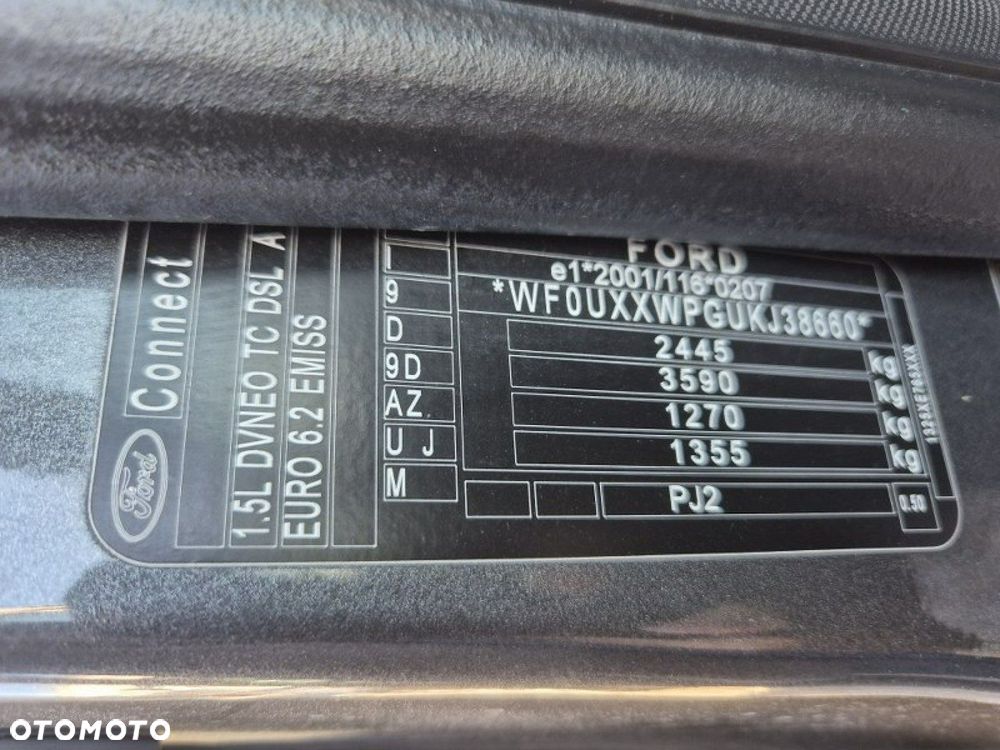 FORD
e1*2001/116*0207
*WF0UXXWPGUKJ38660*
2445 kg
3590 kg
1270 kg
1355 kg
PJ2
0.50
Ford
Connect
1.5L DVNEO TC DSL A
EURO 6.2 EMISS
9
D
9D
AZ
U J
M
OTOMOTO